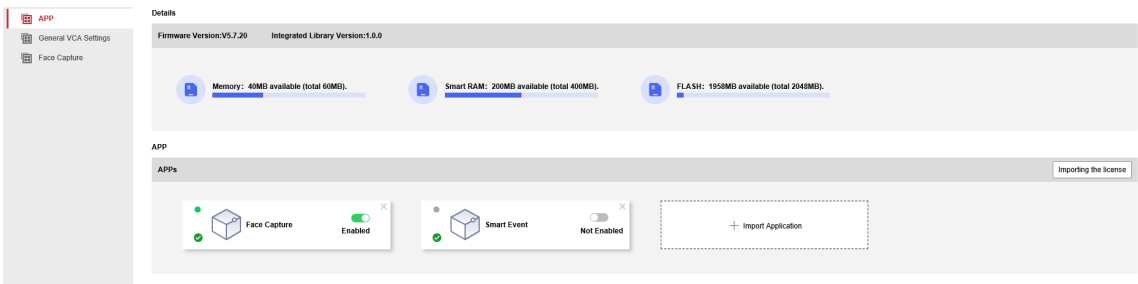 APP
General VCA Settings
Face Capture
Details
Firmware Version:V5.7.20 Integrated Library Version:1.0.0
Memory: 40MB available (total 60MB). Smart RAM: 200MB available (total 400MB). FLASH: 1958MB available (total 2048MB).
APP
APPs Importing the license
Face Capture Enabled
Smart Event Not Enabled
Import Application